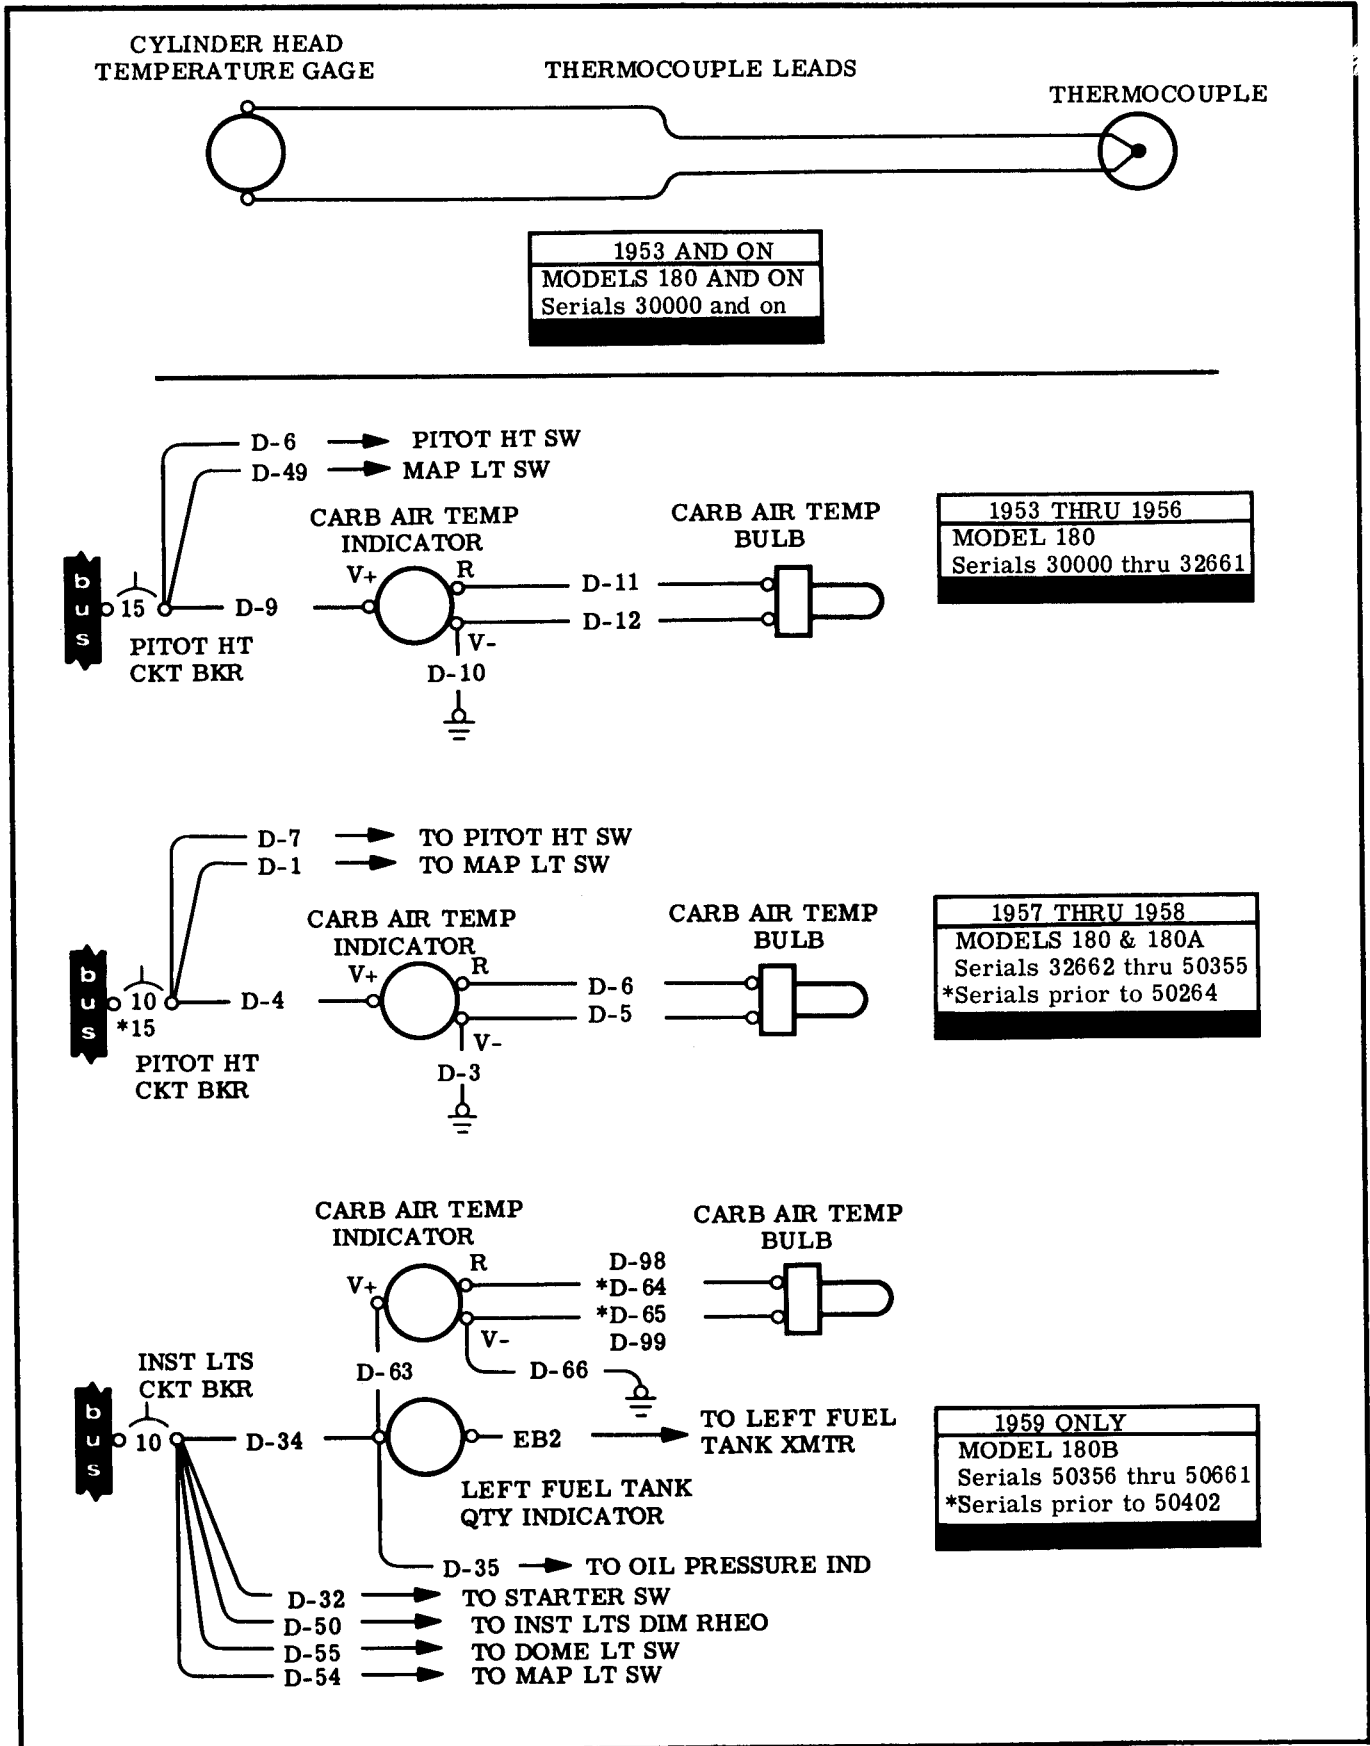 CYLINDER HEAD
TEMPERATURE GAGE
THERMOCOUPLE LEADS
THERMOCOUPLE
1953 AND ON
MODELS 180 AND ON
Serials 30000 and on
D-6
PITOT HT SW
D-49
MAP LT SW
CARB AIR TEMP
INDICATOR
CARB AIR TEMP
BULB
1953 THRU 1956
MODEL 180
Serials 30000 thru 32661
bus
15
D-9
V+
R
D-11
D-12
V-
D-10
PITOT HT
CKT BKR
D-7
TO PITOT HT SW
D-1
TO MAP LT SW
CARB AIR TEMP
INDICATOR
CARB AIR TEMP
BULB
1957 THRU 1958
MODELS 180 & 180A
Serials 32662 thru 50355
*Serials prior to 50264
bus
10
*15
D-4
V+
R
D-6
D-5
V-
D-3
PITOT HT
CKT BKR
CARB AIR TEMP
INDICATOR
CARB AIR TEMP
BULB
V+
R
D-98
*D-64
*D-65
D-99
V-
D-63
D-66
INST LTS
CKT BKR
bus
10
D-34
EB2
TO LEFT FUEL
TANK XMTR
LEFT FUEL TANK
QTY INDICATOR
1959 ONLY
MODEL 180B
Serials 50356 thru 50661
*Serials prior to 50402
D-35
TO OIL PRESSURE IND
D-32
TO STARTER SW
D-50
TO INST LTS DIM RHEO
D-55
TO DOME LT SW
D-54
TO MAP LT SW